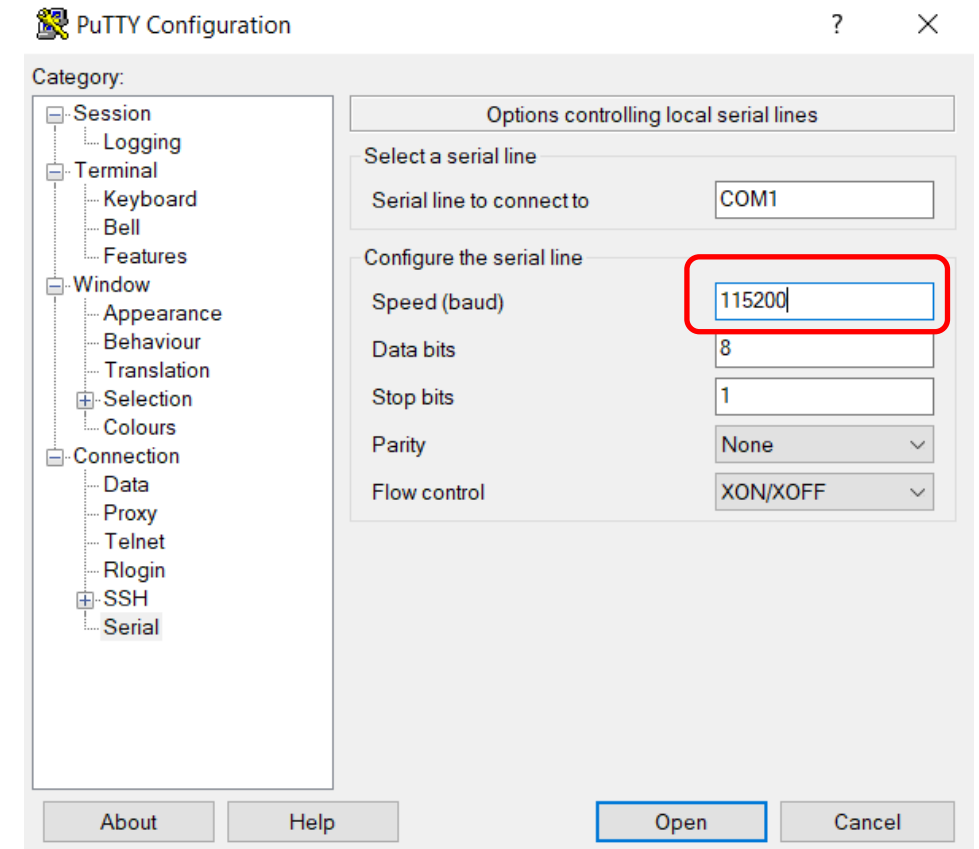 PuTTY Configuration
?
Category:
Session
Logging
Terminal
Keyboard
Bell
Features
Window
Appearance
Behaviour
Translation
Selection
Colours
Connection
Data
Proxy
Telnet
Rlogin
SSH
Serial
Options controlling local serial lines
Select a serial line
Serial line to connect to COM1
Configure the serial line
Speed (baud) 115200
Data bits 8
Stop bits 1
Parity None
Flow control XON/XOFF
About Help Open Cancel